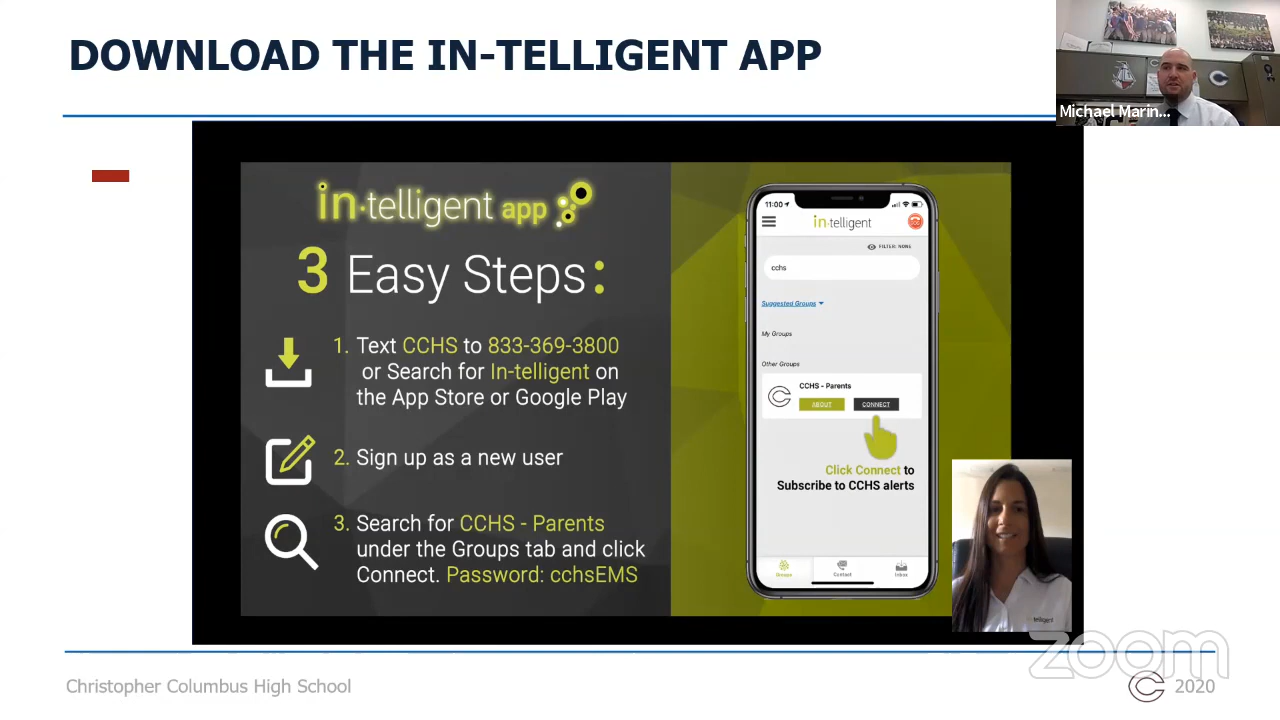 DOWNLOAD THE IN-TELLIGENT APP
Michael Marin...
in·telligent app
3 Easy Steps:
1. Text CCHS to 833-369-3800
or Search for In-telligent on
the App Store or Google Play
2. Sign up as a new user
3. Search for CCHS - Parents
under the Groups tab and click
Connect. Password: cchsEMS
11:00
in·telligent
FILTER: NONE
cchs
Suggested Groups
My Groups
Other Groups
CCHS - Parents
ABOUT CONNECT
Click Connect to
Subscribe to CCHS alerts
Groups Contact Inbox
telligent
zoom
Christopher Columbus High School
C 2020